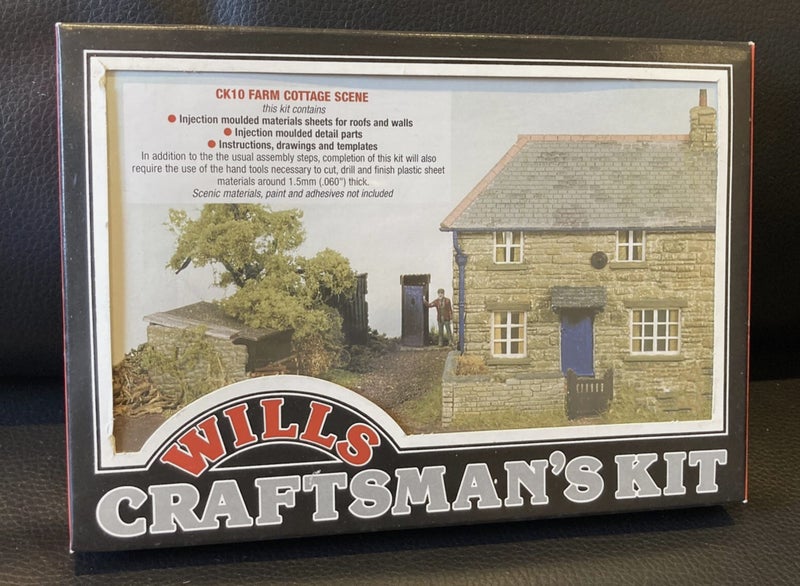 CK10 FARM COTTAGE SCENE
this kit contains
● Injection moulded materials sheets for roofs and walls
● Injection moulded detail parts
● Instructions, drawings and templates
In addition to the the usual assembly steps, completion of this kit will also
require the use of the hand tools necessary to cut, drill and finish plastic sheet
materials around 1.5mm (.060") thick.
Scenic materials, paint and adhesives not included
WILLS
CRAFTSMAN'S KIT